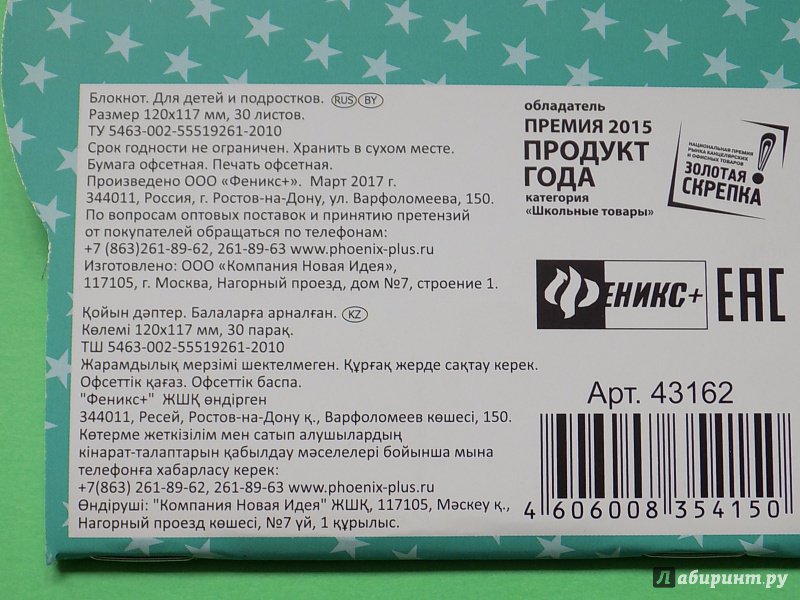 Блокнот. Для детей и подростков. RUS BY
Размер 120х117 мм, 30 листов.
ТУ 5463-002-55519261-2010
Срок годности не ограничен. Хранить в сухом месте.
Бумага офсетная. Печать офсетная.
Произведено ООО «Феникс+». Март 2017 г.
344011, Россия, г. Ростов-на-Дону, ул. Варфоломеева, 150.
По вопросам оптовых поставок и принятию претензий
от покупателей обращаться по телефонам:
+7 (863)261-89-62, 261-89-63 www.phoenix-plus.ru
Изготовлено: ООО «Компания Новая Идея»,
117105, г. Москва, Нагорный проезд, дом №7, строение 1.
Қойын дәптер. Балаларға арналған. KZ
Көлемі 120х117 мм, 30 парақ.
ТШ 5463-002-55519261-2010
Жарамдылық мерзімі шектелмеген. Құрғақ жерде сақтау керек.
Офсеттік қағаз. Офсеттік баспа.
"Феникс+" ЖШҚ өндірген
344011, Ресей, Ростов-на-Дону қ., Варфоломеев көшесі, 150.
Көтерме жеткізілім мен сатып алушылардың
кінарат-талаптарын қабылдау мәселелері бойынша мына
телефонға хабарласу керек:
+7(863) 261-89-62, 261-89-63 www.phoenix-plus.ru
Өндіруші: "Компания Новая Идея" ЖШҚ, 117105, Мәскеу қ.,
Нагорный проезд көшесі, №7 үй, 1 құрылыс.
обладатель
ПРЕМИЯ 2015
ПРОДУКТ
ГОДА
категория
«Школьные товары»
НАЦИОНАЛЬНАЯ ПРЕМИЯ
РЫНКА КАНЦЕЛЯРСКИХ
И ОФИСНЫХ ТОВАРОВ
ЗОЛОТАЯ
СКРЕПКА!
ФЕНИКС+
ЕАС
Арт. 43162
4 606008 354150
Лабиринт.ру